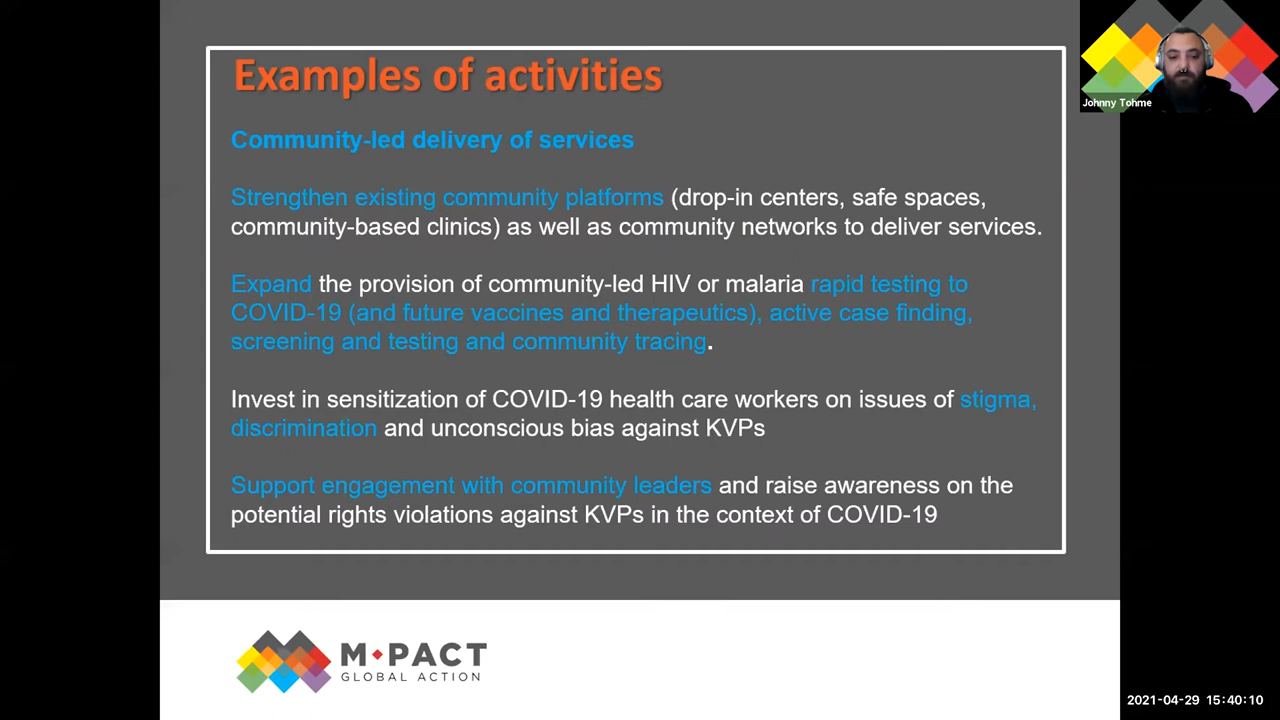 Examples of activities
Community-led delivery of services
Strengthen existing community platforms (drop-in centers, safe spaces,
community-based clinics) as well as community networks to deliver services.
Expand the provision of community-led HIV or malaria rapid testing to
COVID-19 (and future vaccines and therapeutics), active case finding,
screening and testing and community tracing.
Invest in sensitization of COVID-19 health care workers on issues of stigma,
discrimination and unconscious bias against KVPs
Support engagement with community leaders and raise awareness on the
potential rights violations against KVPs in the context of COVID-19
M•PACT
GLOBAL ACTION
Johnny Tohme
2021-04-29 15:40:10